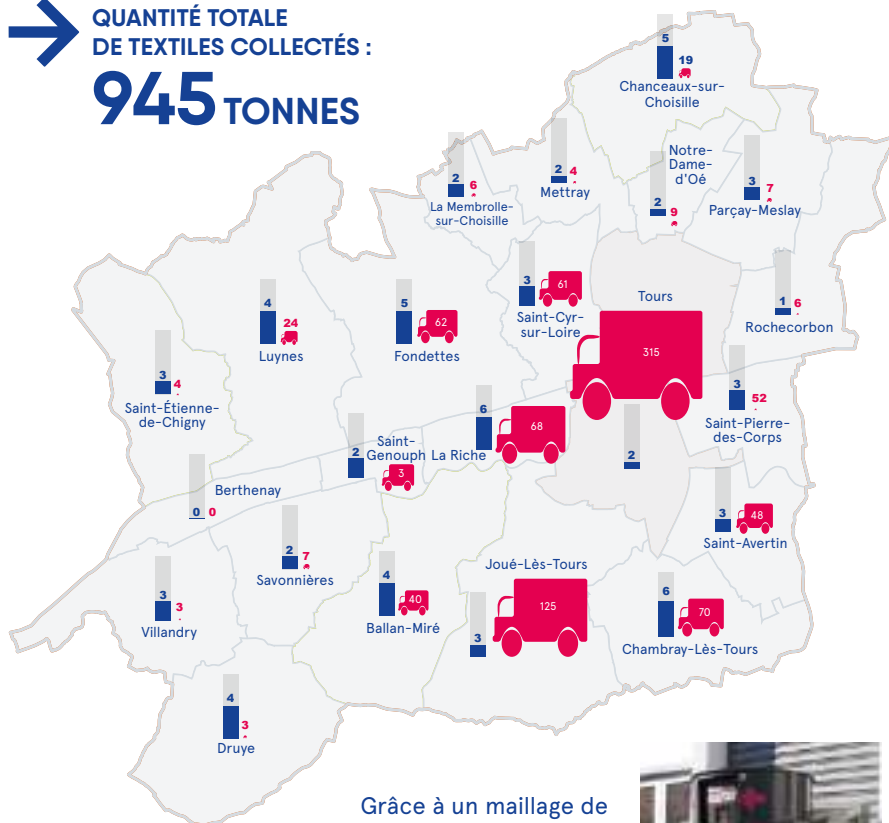 QUANTITÉ TOTALE
DE TEXTILES COLLECTÉS :
945 TONNES
5
19
Chanceaux-sur-
Choisille
2
6
La Membrolle-
sur-Choisille
2
4
Mettray
Notre-
Dame-
d'Oé
2
9
3
7
Parçay-Meslay
4
24
Luynes
5
62
Fondettes
3
61
Saint-Cyr-
sur-Loire
Tours
315
2
1
6
Rochecorbon
3
4
Saint-Étienne-
de-Chigny
3
52
Saint-Pierre-
des-Corps
2
Saint-
Genouph
3
6
La Riche
68
Berthenay
0
0
2
7
Savonnières
3
48
Saint-Avertin
3
3
Villandry
4
40
Ballan-Miré
Joué-Lès-Tours
3
125
6
70
Chambray-Lès-Tours
4
3
Druye
Grâce à un maillage de